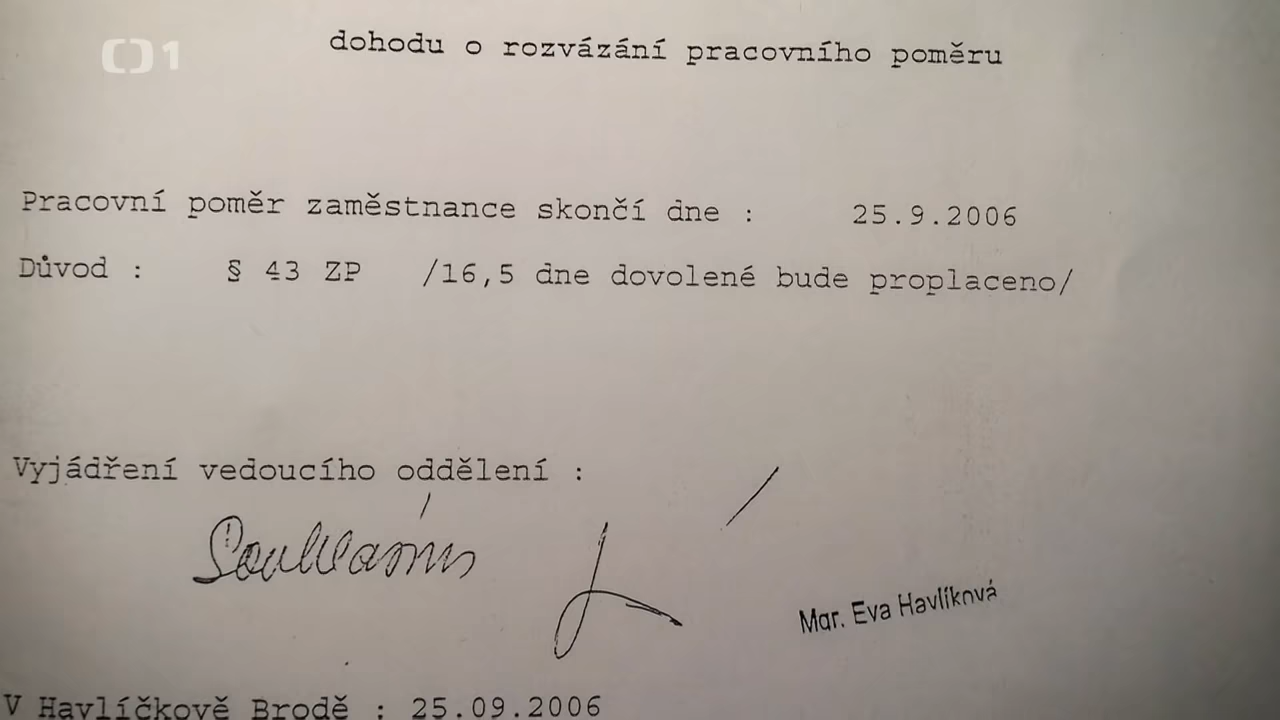 1
dohodu o rozvázání pracovního poměru
Pracovní poměr zaměstnance skončí dne : 25.9.2006
Důvod : § 43 ZP /16,5 dne dovolené bude proplaceno/
Vyjádření vedoucího oddělení :
Souhlasím
Mgr. Eva Havlíková
V Havlíčkově Brodě : 25.09.2006